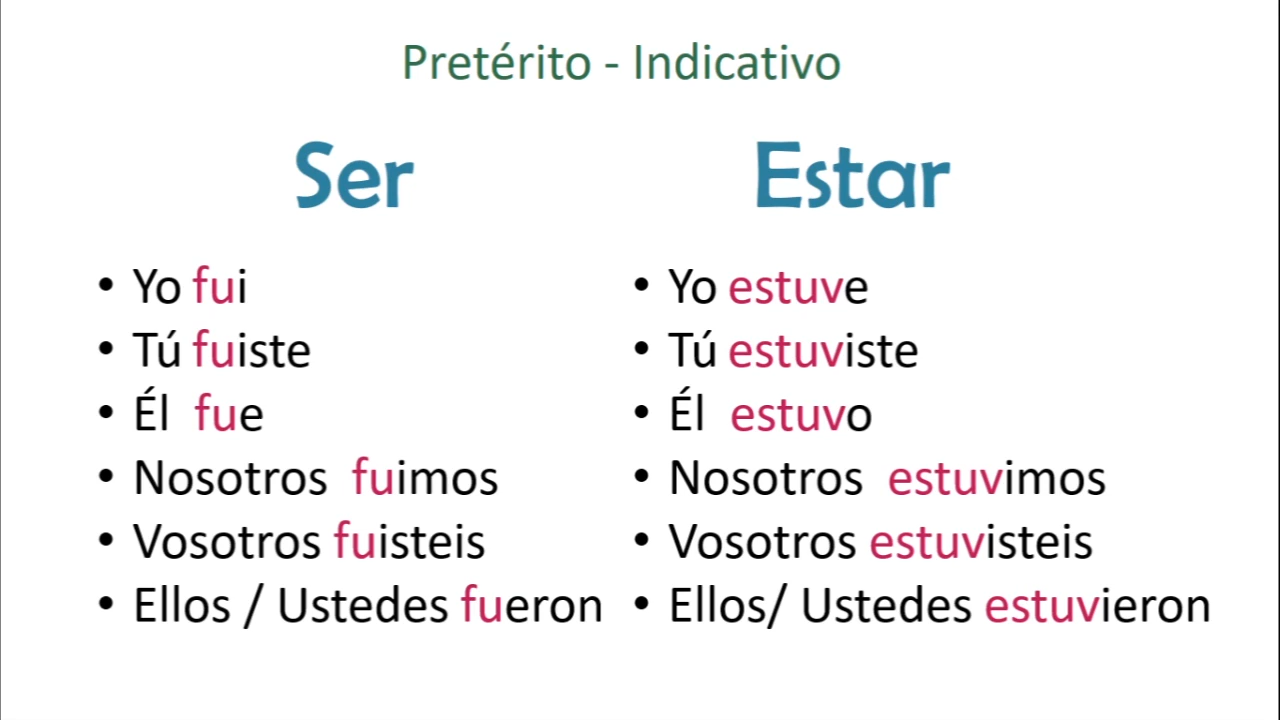 Pretérito - Indicativo
Ser
• Yo fui
• Tú fuiste
• Él fue
• Nosotros fuimos
• Vosotros fuisteis
• Ellos / Ustedes fueron
Estar
• Yo estuve
• Tú estuviste
• Él estuvo
• Nosotros estuvimos
• Vosotros estuvisteis
• Ellos/ Ustedes estuvieron